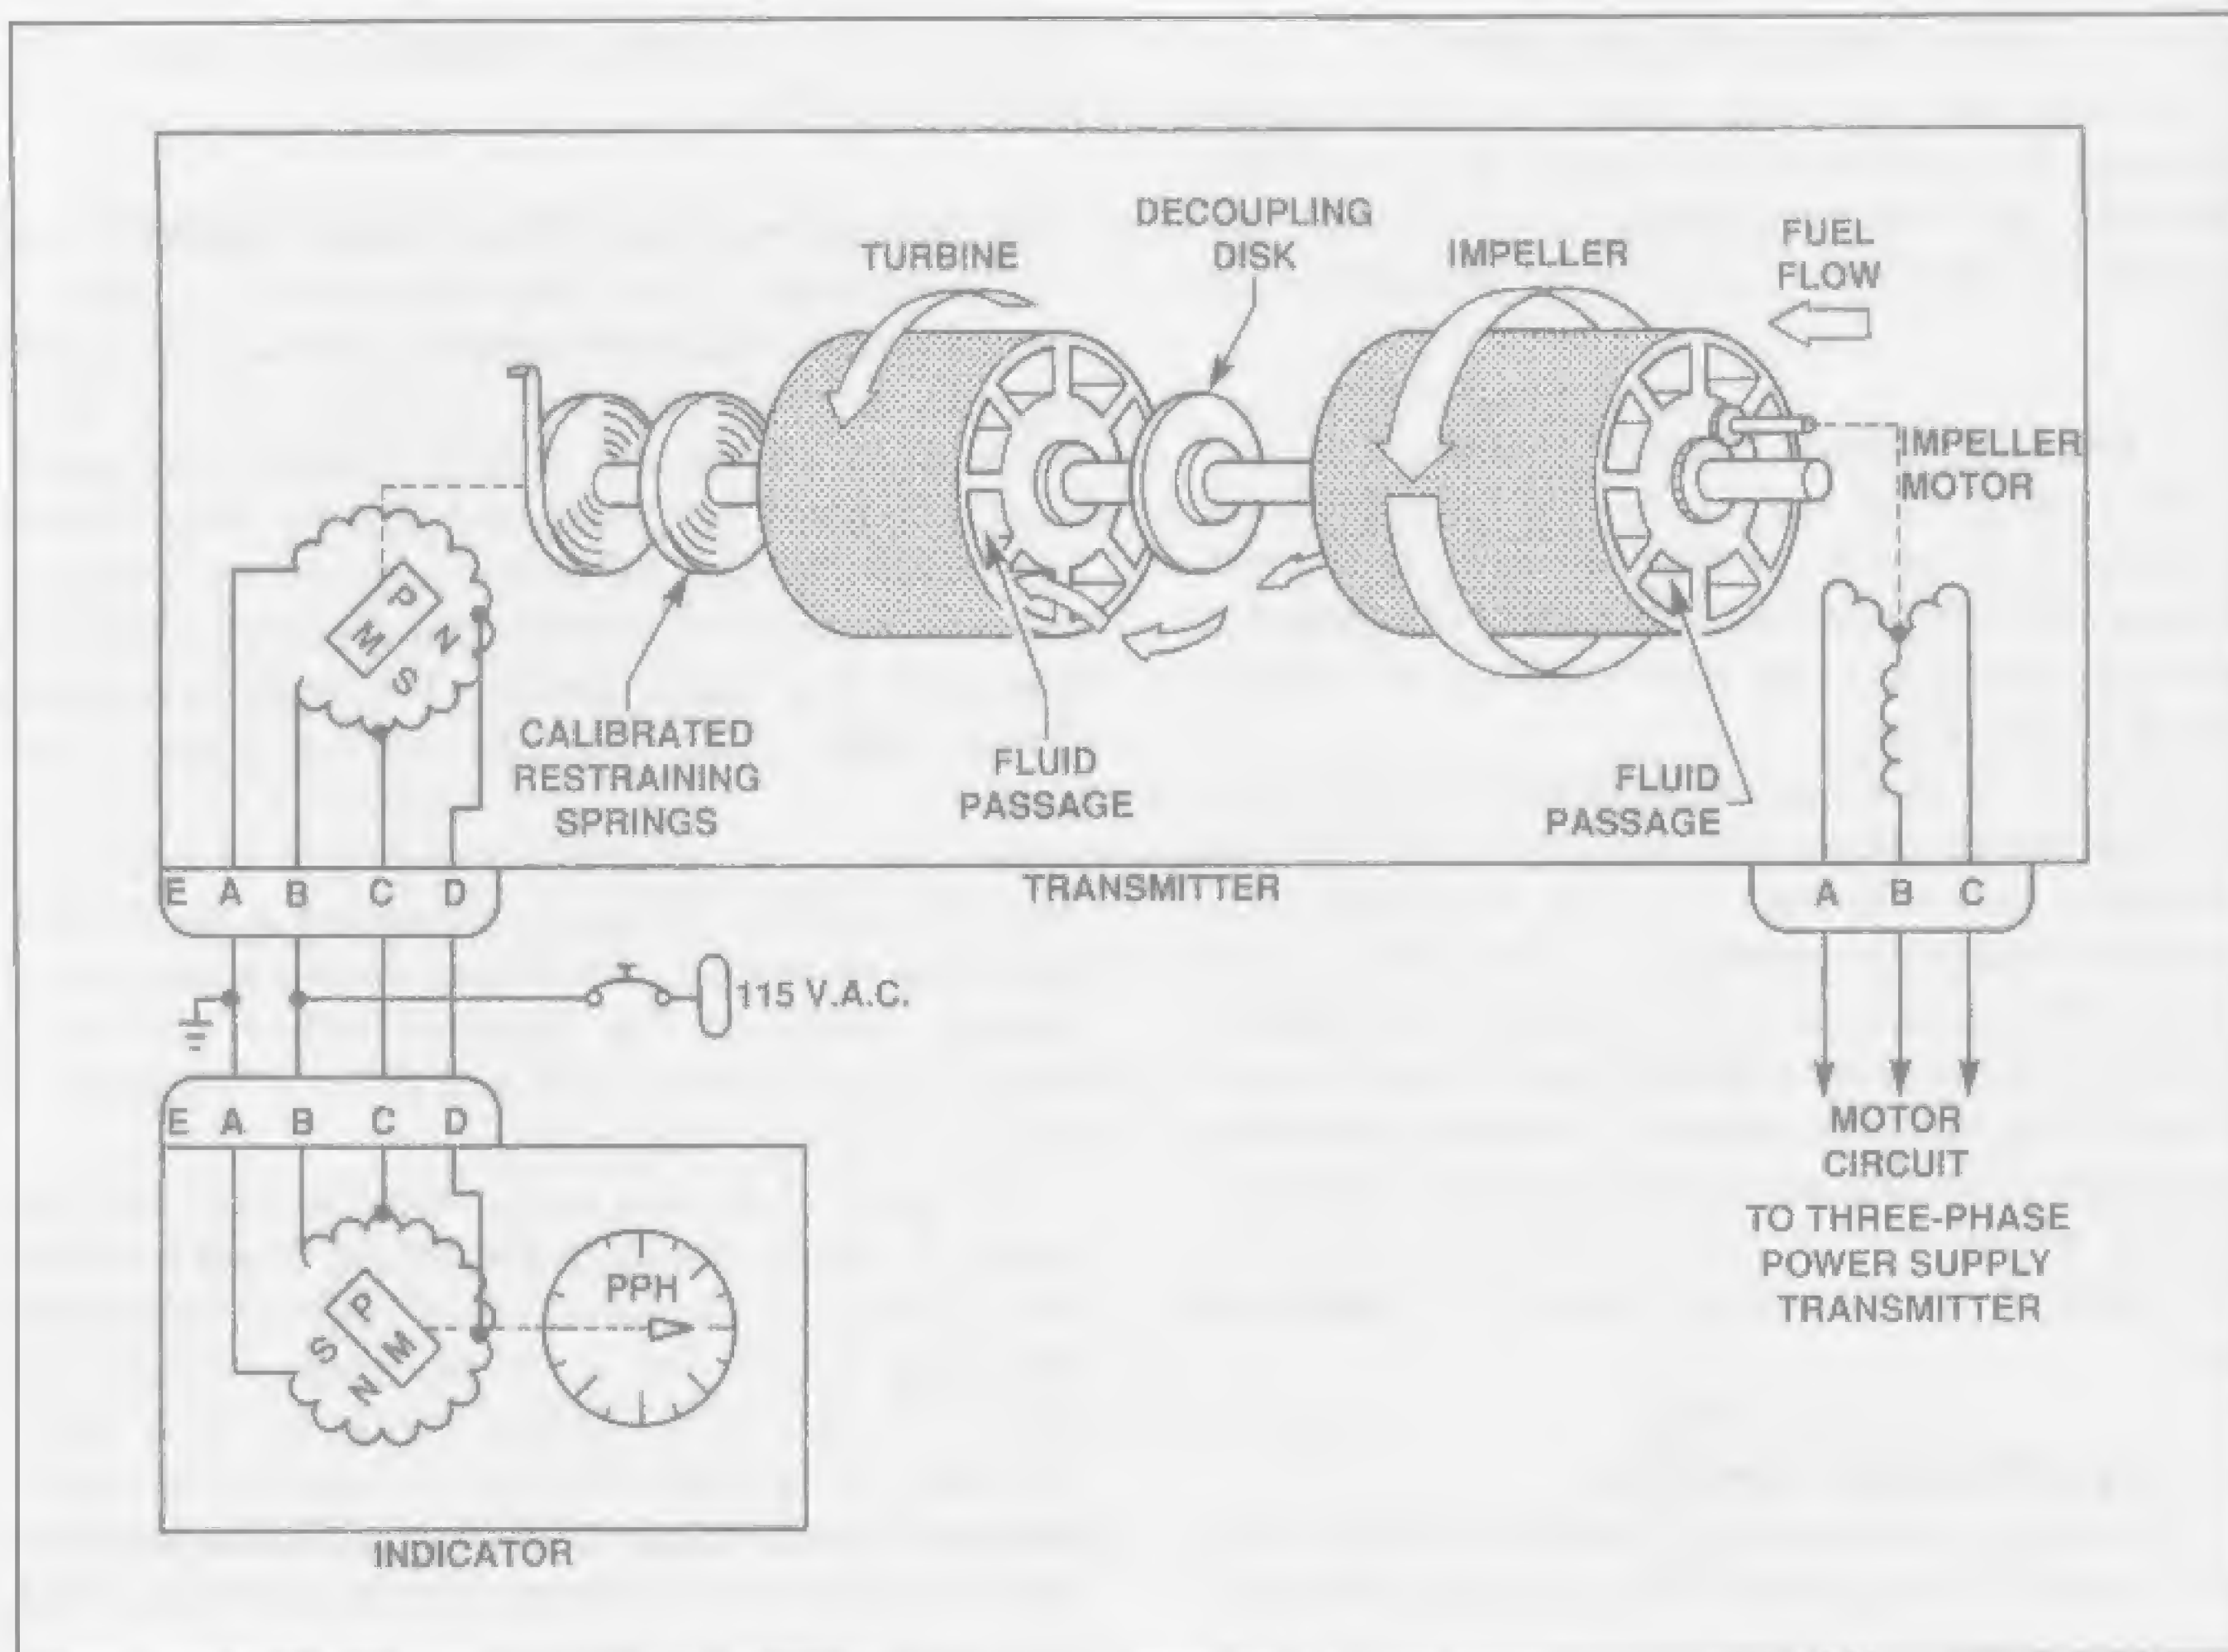 DECOUPLING
DISK
TURBINE
IMPELLER
FUEL
FLOW
IMPELLER
MOTOR
P
M
N
S
CALIBRATED
RESTRAINING
SPRINGS
FLUID
PASSAGE
FLUID
PASSAGE
E A B C D
TRANSMITTER
A B C
115 V.A.C.
E A B C D
MOTOR
CIRCUIT
TO THREE-PHASE
POWER SUPPLY
TRANSMITTER
P
M
S
N
PPH
INDICATOR